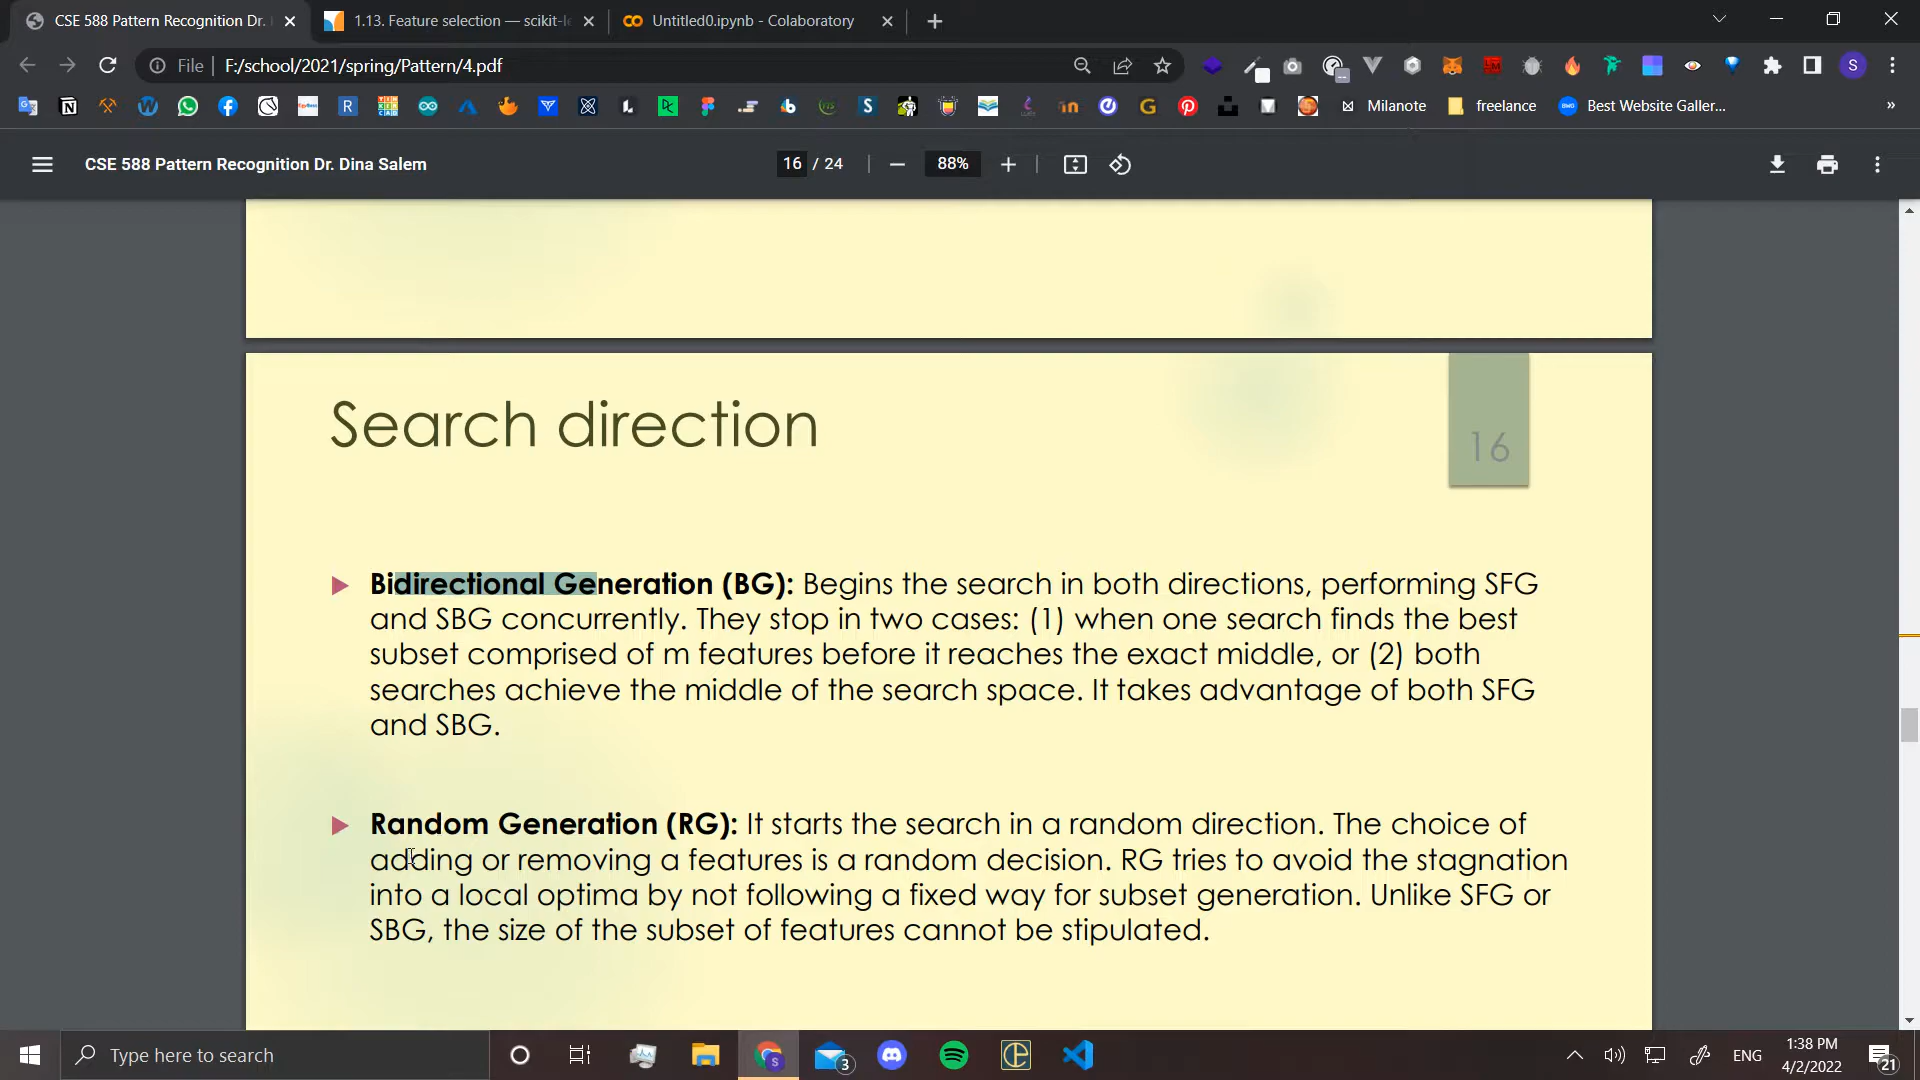 CSE 588 Pattern Recognition Dr.
1.13. Feature selection — scikit-l
Untitled0.ipynb - Colaboratory
File
F:/school/2021/spring/Pattern/4.pdf
S
Milanote
freelance
Best Website Galler...
CSE 588 Pattern Recognition Dr. Dina Salem
16 / 24
88%
Search direction
16
Bidirectional Generation (BG): Begins the search in both directions, performing SFG
and SBG concurrently. They stop in two cases: (1) when one search finds the best
subset comprised of m features before it reaches the exact middle, or (2) both
searches achieve the middle of the search space. It takes advantage of both SFG
and SBG.
Random Generation (RG): It starts the search in a random direction. The choice of
adding or removing a features is a random decision. RG tries to avoid the stagnation
into a local optima by not following a fixed way for subset generation. Unlike SFG or
SBG, the size of the subset of features cannot be stipulated.
Type here to search
3
ENG
1:38 PM
4/2/2022
21